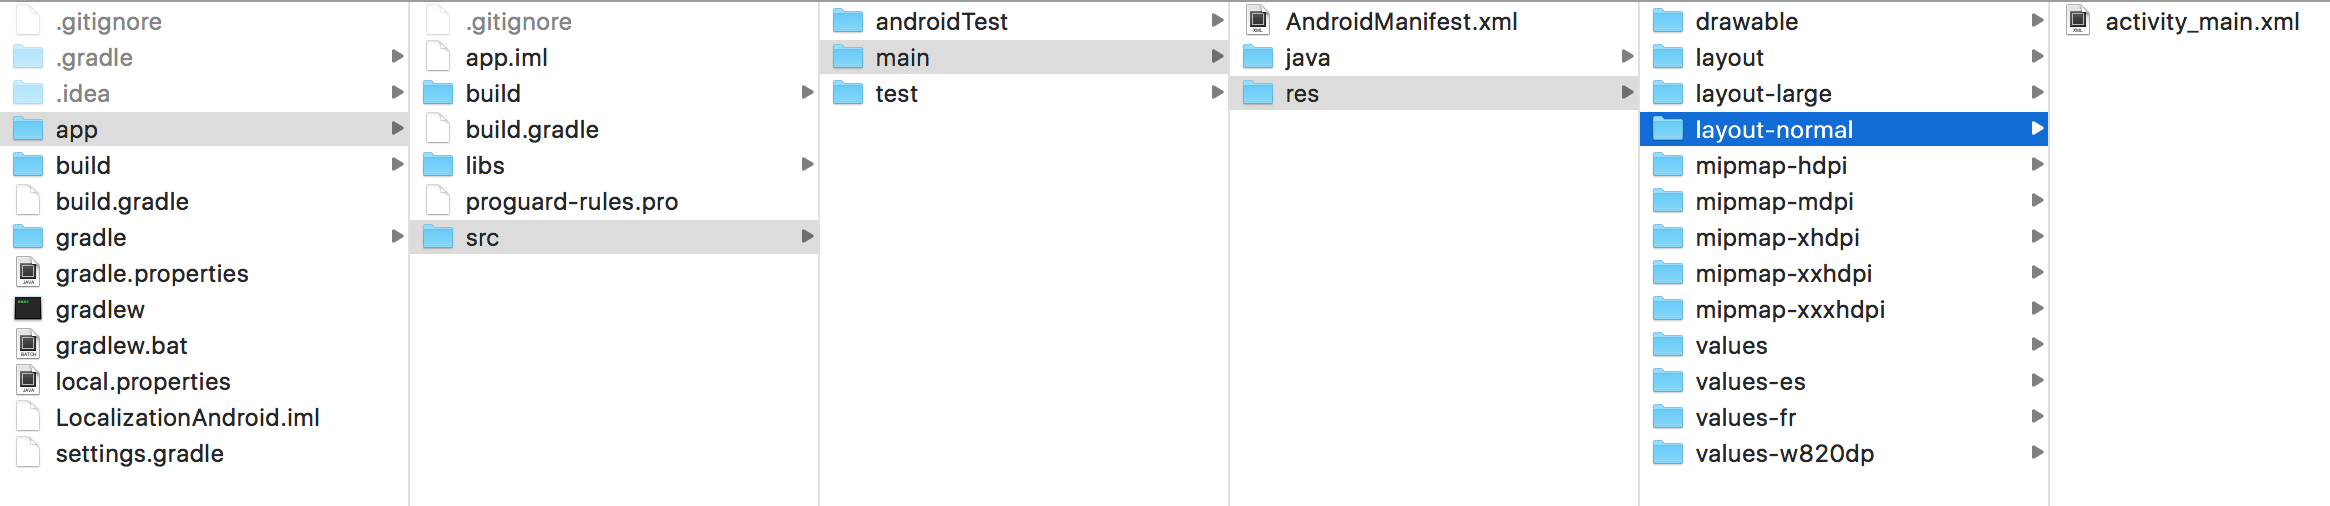 .gitignore
.gradle
.idea
app
build
build.gradle
gradle
gradle.properties
gradlew
gradlew.bat
local.properties
LocalizationAndroid.iml
settings.gradle
.gitignore
app.iml
build
build.gradle
libs
proguard-rules.pro
src
androidTest
main
test
AndroidManifest.xml
java
res
drawable
layout
layout-large
layout-normal
mipmap-hdpi
mipmap-mdpi
mipmap-xhdpi
mipmap-xxhdpi
mipmap-xxxhdpi
values
values-es
values-fr
values-w820dp
activity_main.xml